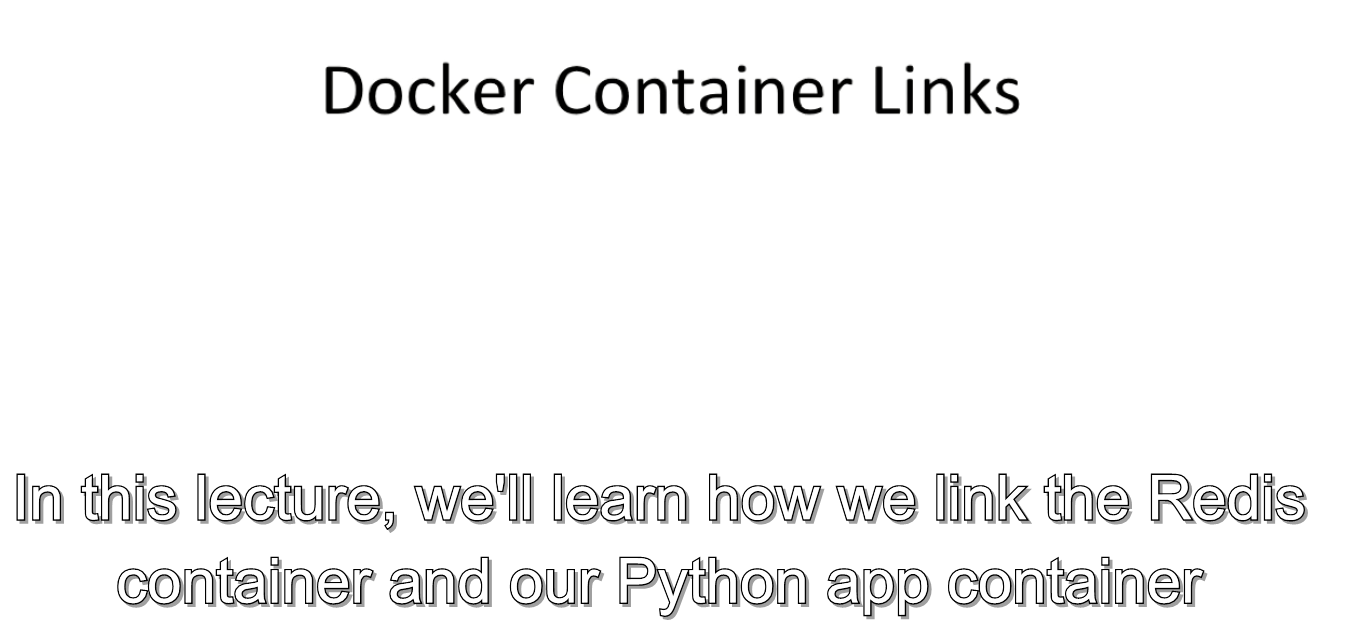 Docker Container Links
In this lecture, we'll learn how we link the Redis
container and our Python app container